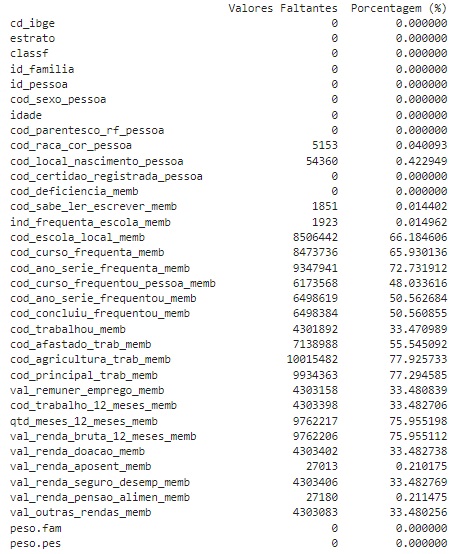 Valores Faltantes Porcentagem (%)
cd_ibge 0 0.000000
estrato 0 0.000000
classf 0 0.000000
id_familia 0 0.000000
id_pessoa 0 0.000000
cod_sexo_pessoa 0 0.000000
idade 0 0.000000
cod_parentesco_rf_pessoa 0 0.000000
cod_raca_cor_pessoa 5153 0.040093
cod_local_nascimento_pessoa 54360 0.422949
cod_certidao_registrada_pessoa 0 0.000000
cod_deficiencia_memb 0 0.000000
cod_sabe_ler_escrever_memb 1851 0.014402
ind_frequenta_escola_memb 1923 0.014962
cod_escola_local_memb 8506442 66.184606
cod_curso_frequenta_memb 8473736 65.930136
cod_ano_serie_frequenta_memb 9347941 72.731912
cod_curso_frequentou_pessoa_memb 6173568 48.033616
cod_ano_serie_frequentou_memb 6498619 50.562684
cod_concluiu_frequentou_memb 6498384 50.560855
cod_trabalhou_memb 4301892 33.470989
cod_afastado_trab_memb 7138988 55.545092
cod_agricultura_trab_memb 10015482 77.925733
cod_principal_trab_memb 9934363 77.294585
val_remuner_emprego_memb 4303158 33.480839
cod_trabalho_12_meses_memb 4303398 33.482706
qtd_meses_12_meses_memb 9762217 75.955198
val_renda_bruta_12_meses_memb 9762206 75.955112
val_renda_doacao_memb 4303402 33.482738
val_renda_aposent_memb 27013 0.210175
val_renda_seguro_desemp_memb 4303406 33.482769
val_renda_pensao_alimen_memb 27180 0.211475
val_outras_rendas_memb 4303083 33.480256
peso.fam 0 0.000000
peso.pes 0 0.000000